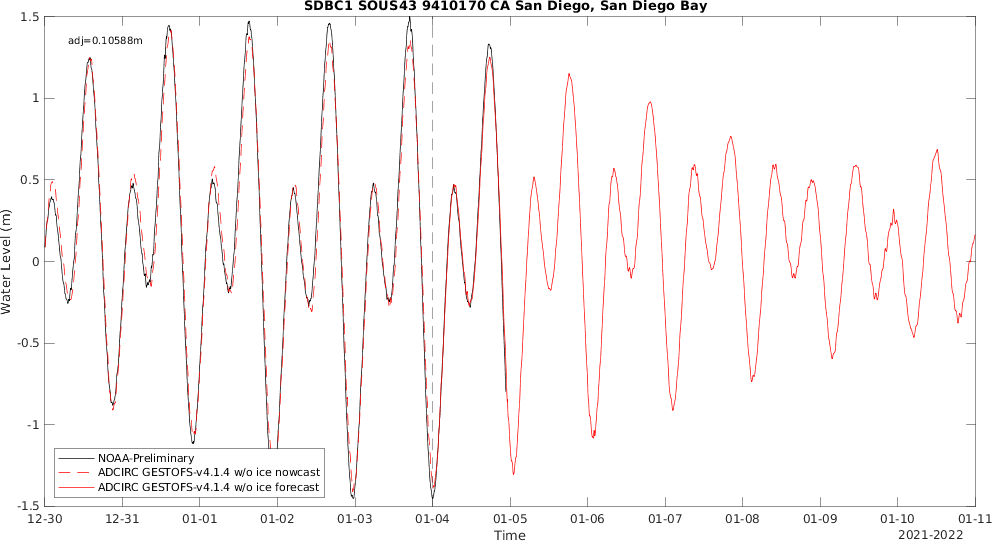 SDBC1 SOUS43 9410170 CA San Diego, San Diego Bay
adj=0.10588m
Water Level (m)
1.5
1
0.5
0
-0.5
-1
-1.5
NOAA-Preliminary
ADCIRC GESTOFS-v4.1.4 w/o ice nowcast
ADCIRC GESTOFS-v4.1.4 w/o ice forecast
12-30 12-31 01-01 01-02 01-03 01-04 01-05 01-06 01-07 01-08 01-09 01-10 01-11
Time
2021-2022